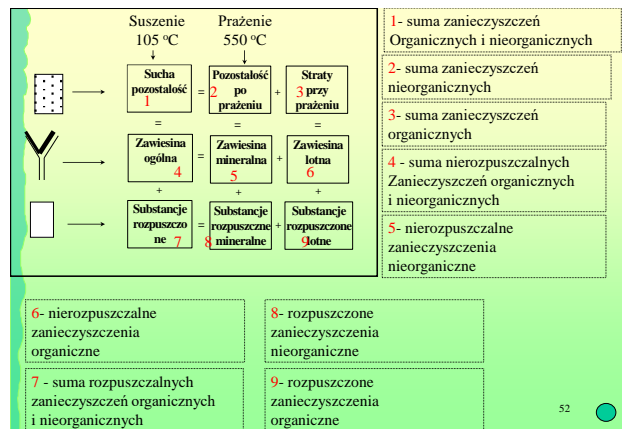 Suszenie Prażenie
105 °C 550 °C
Sucha
pozostałość
1
=
Pozostałość
po
prażeniu
2
+
Straty
przy
prażeniu
3
= = =
Zawiesina
ogólna
4
=
Zawiesina
mineralna
5
+
Zawiesina
lotna
6
+ + +
Substancje
rozpuszczo
ne 7
=
Substancje
rozpuszczne
mineralne
8
+
Substancje
rozpuszczone
lotne
9
1- suma zanieczyszczeń
Organicznych i nieorganicznych
2- suma zanieczyszczeń
nieorganicznych
3- suma zanieczyszczeń
organicznych
4 - suma nierozpuszczalnych
Zanieczyszczeń organicznych
i nieorganicznych
5- nierozpuszczalne
zanieczyszczenia
nieorganiczne
6- nierozpuszczalne
zanieczyszczenia
organiczne
7 - suma rozpuszczalnych
zanieczyszczeń organicznych
i nieorganicznych
8- rozpuszczone
zanieczyszczenia
nieorganiczne
9- rozpuszczone
zanieczyszczenia
organiczne
52